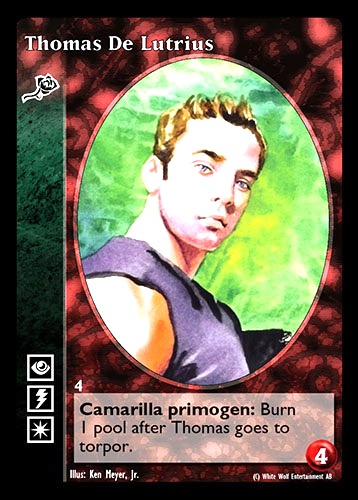 Thomas De Lutrius
4
Camarilla primogen: Burn
1 pool after Thomas goes to
torpor.
4
Illus: Ken Meyer, Jr.
(C) White Wolf Entertainment AB